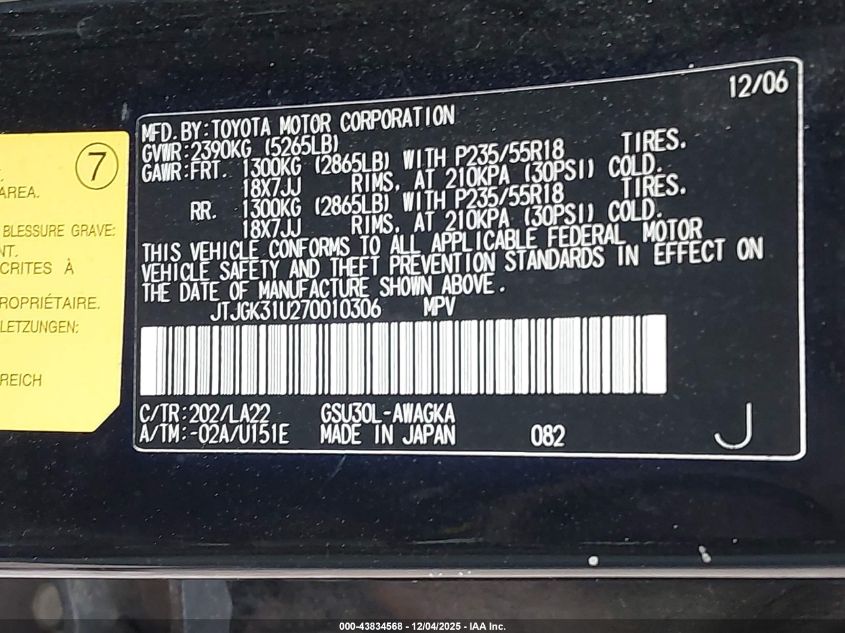 7
AREA.
BLESSURE GRAVE:
CRITES À
ROPRIÉTAIRE.
LETZUNGEN:
REICH
12/06
MFD. BY: TOYOTA MOTOR CORPORATION
GVWR: 2390KG (5265LB)
GAWR: FRT. 1300KG (2865LB) WITH P235/55R18 TIRES.
18X7JJ RIMS, AT 210KPA (30PSI) COLD.
RR. 1300KG (2865LB) WITH P235/55R18 TIRES.
18X7JJ RIMS, AT 210KPA (30PSI) COLD.
THIS VEHICLE CONFORMS TO ALL APPLICABLE FEDERAL MOTOR
VEHICLE SAFETY AND THEFT PREVENTION STANDARDS IN EFFECT ON
THE DATE OF MANUFACTURE SHOWN ABOVE.
JTJGK31U270010306 MPV
C/TR: 202/LA22 GSU30L-AWAGKA
A/TM: -02A/U151E MADE IN JAPAN 082 J
000-43834568 - 12/04/2025 - IAA Inc.